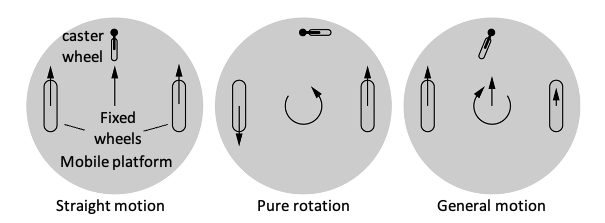 caster
wheel
Fixed
wheels
Mobile platform
Straight motion
Pure rotation
General motion